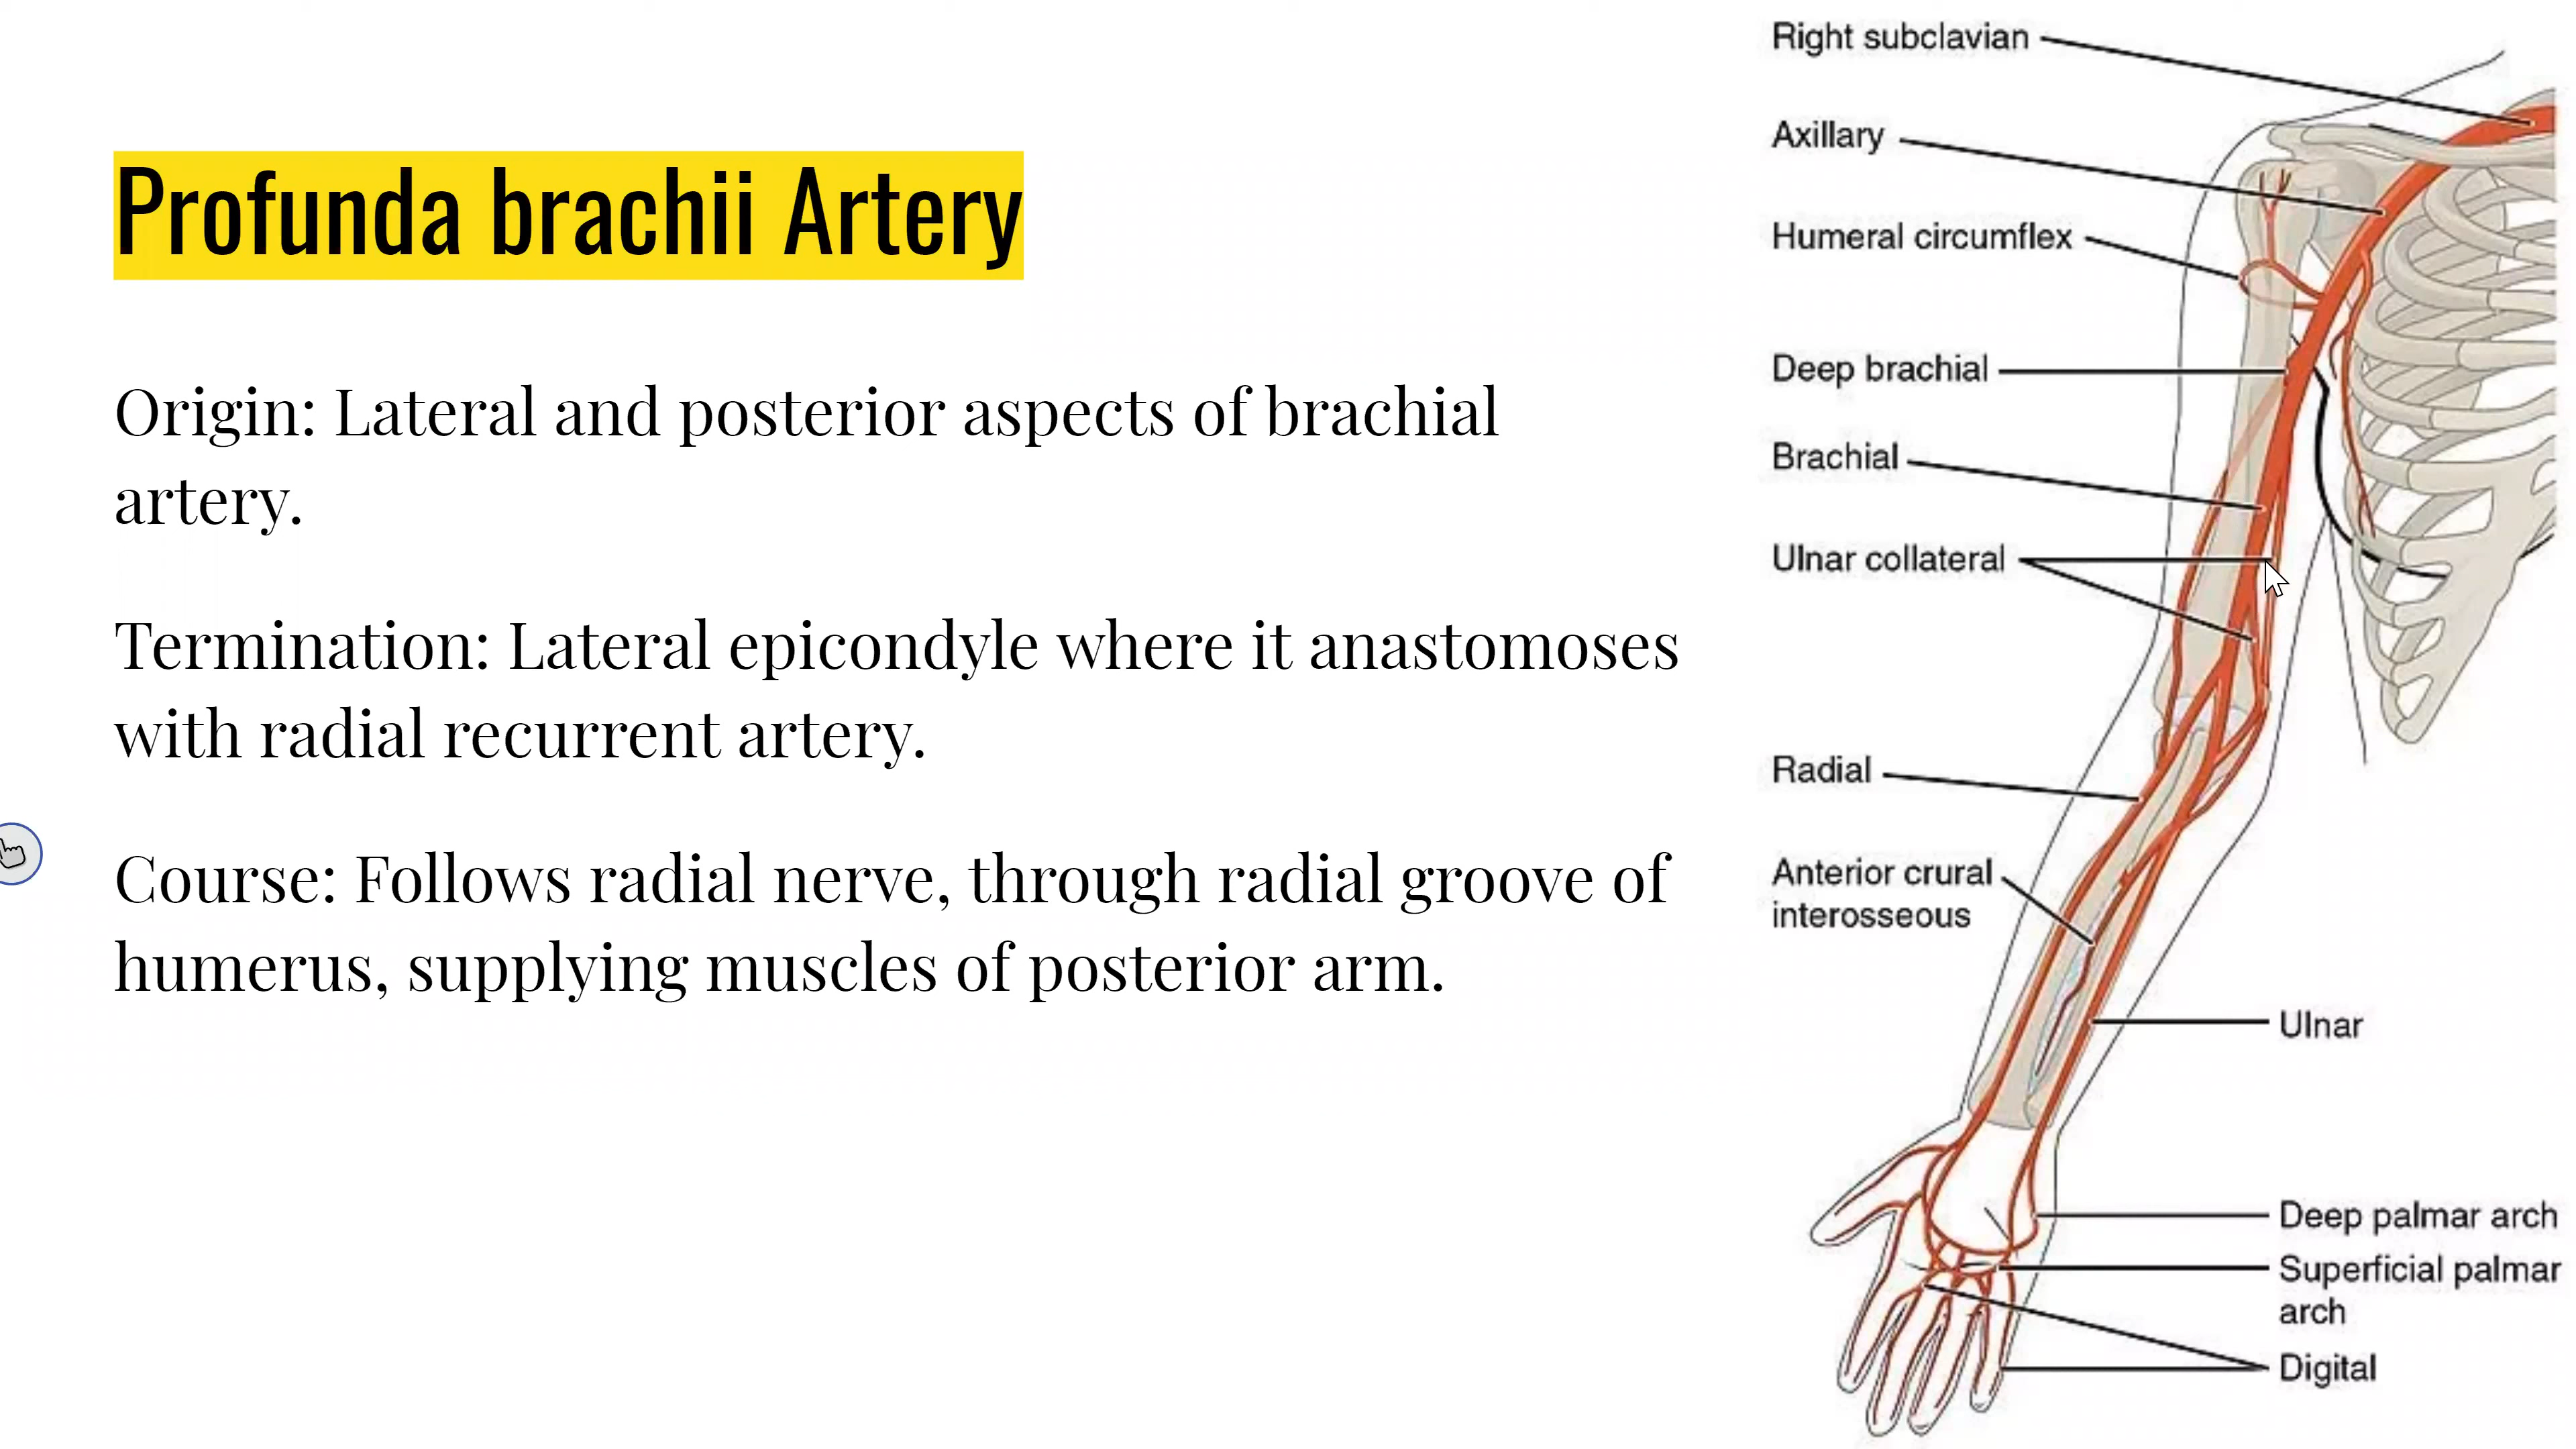 Profunda brachii Artery
Origin: Lateral and posterior aspects of brachial
artery.
Termination: Lateral epicondyle where it anastomoses
with radial recurrent artery.
Course: Follows radial nerve, through radial groove of
humerus, supplying muscles of posterior arm.
Right subclavian
Axillary
Humeral circumflex
Deep brachial
Brachial
Ulnar collateral
Radial
Anterior crural
interosseous
Ulnar
Deep palmar arch
Superficial palmar
arch
Digital